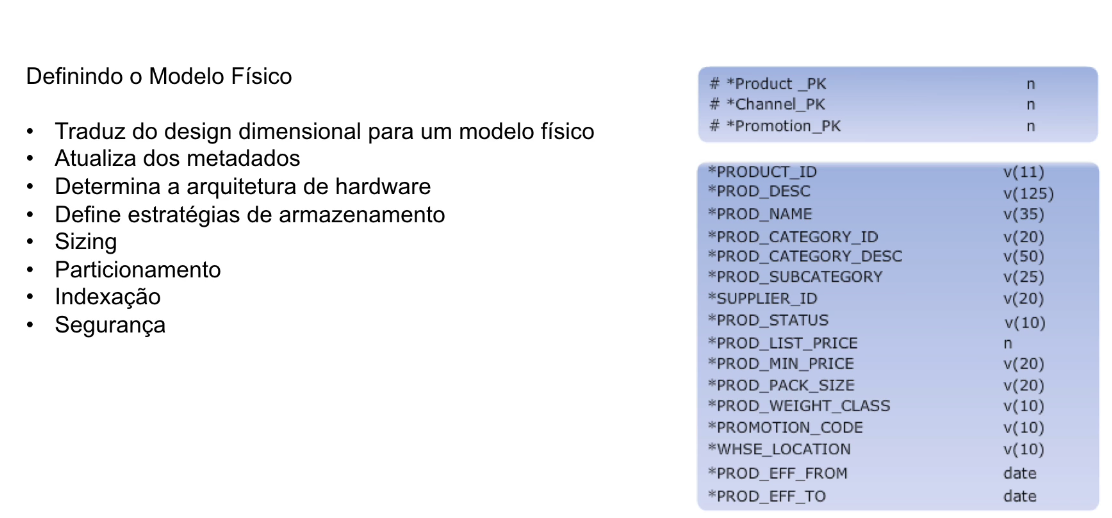 Definindo o Modelo Físico
• Traduz do design dimensional para um modelo físico
• Atualiza dos metadados
• Determina a arquitetura de hardware
• Define estratégias de armazenamento
• Sizing
• Particionamento
• Indexação
• Segurança
# *Product _PK n
# *Channel_PK n
# *Promotion_PK n
*PRODUCT_ID v(11)
*PROD_DESC v(125)
*PROD_NAME v(35)
*PROD_CATEGORY_ID v(20)
*PROD_CATEGORY_DESC v(50)
*PROD_SUBCATEGORY v(25)
*SUPPLIER_ID v(20)
*PROD_STATUS v(10)
*PROD_LIST_PRICE n
*PROD_MIN_PRICE v(20)
*PROD_PACK_SIZE v(20)
*PROD_WEIGHT_CLASS v(10)
*PROMOTION_CODE v(10)
*WHSE_LOCATION v(10)
*PROD_EFF_FROM date
*PROD_EFF_TO date